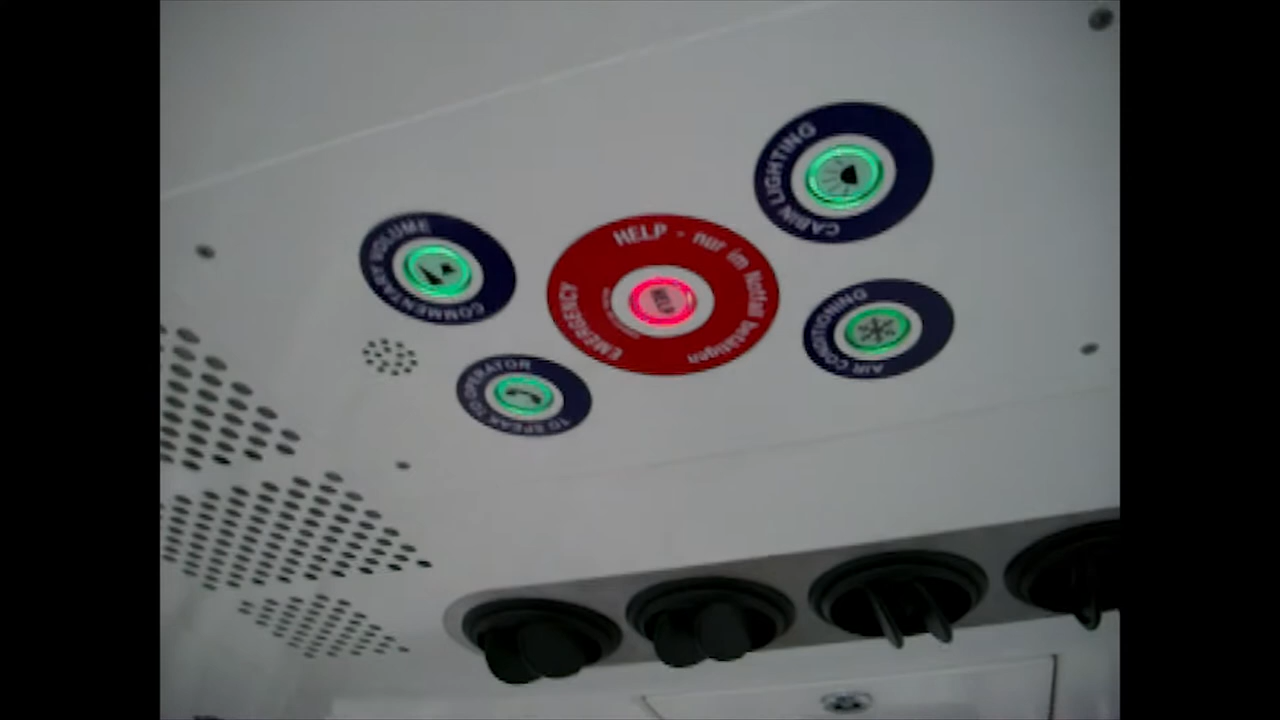 CABIN LIGHTING
COMMENTARY VOLUME
HELP - nur im Notfall betätigen
EMERGENCY
HELP
AIR CONDITIONING
TO SPEAK TO OPERATOR